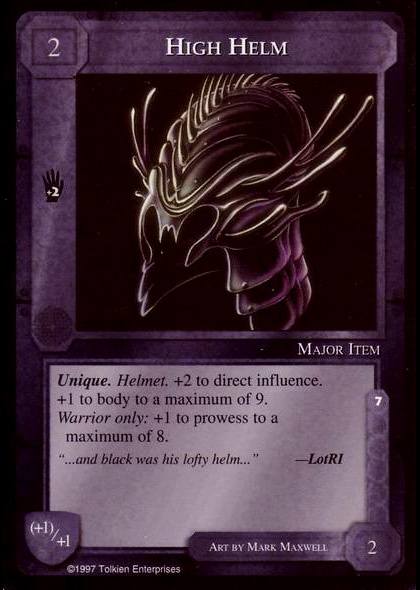 2
HIGH HELM
+2
MAJOR ITEM
Unique. Helmet. +2 to direct influence.
+1 to body to a maximum of 9.
Warrior only: +1 to prowess to a
maximum of 8.
7
"...and black was his lofty helm..." —LotRI
(+1)/+1
ART BY MARK MAXWELL
2
©1997 Tolkien Enterprises